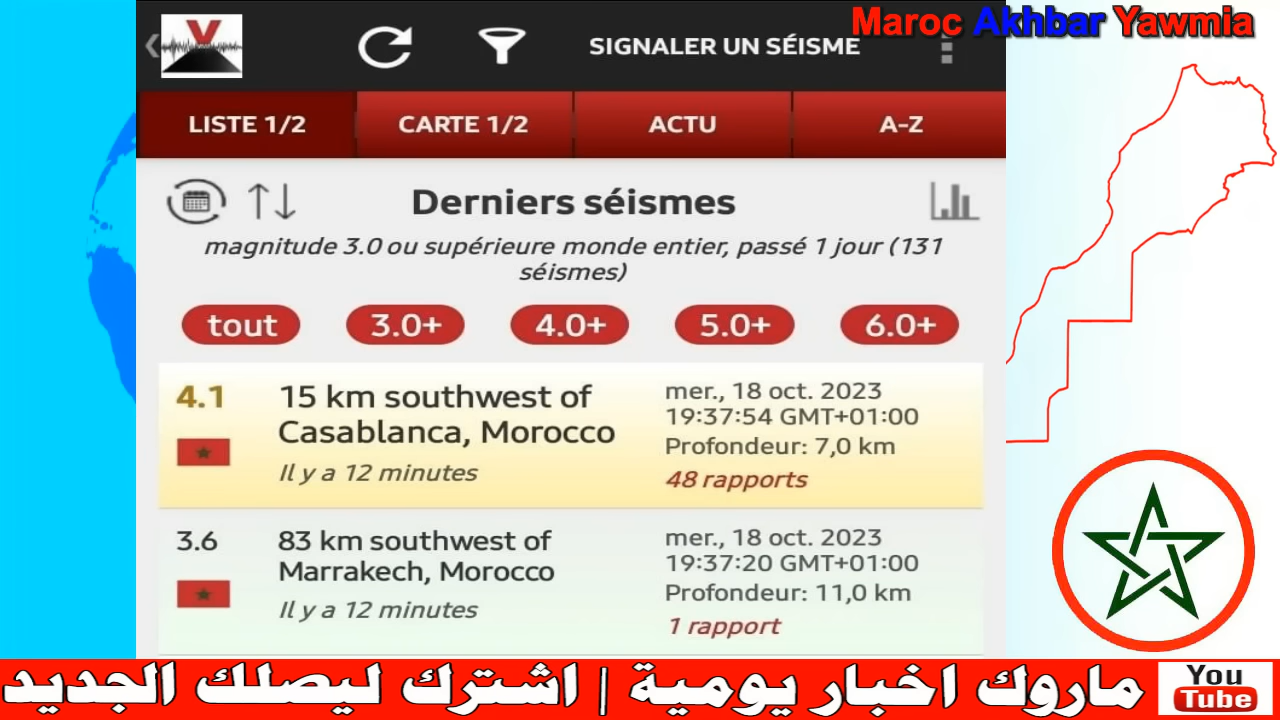 Maroc Akhbar Yawmia
V
SIGNALER UN SÉISME
LISTE 1/2
CARTE 1/2
ACTU
A-Z
Derniers séismes
magnitude 3.0 ou supérieure monde entier, passé 1 jour (131
séismes)
tout
3.0+
4.0+
5.0+
6.0+
4.1
15 km southwest of
Casablanca, Morocco
Il y a 12 minutes
mer., 18 oct. 2023
19:37:54 GMT+01:00
Profondeur: 7,0 km
48 rapports
3.6
83 km southwest of
Marrakech, Morocco
Il y a 12 minutes
mer., 18 oct. 2023
19:37:20 GMT+01:00
Profondeur: 11,0 km
1 rapport
ماروك اخبار يومية | اشترك ليصلك الجديد
You
Tube